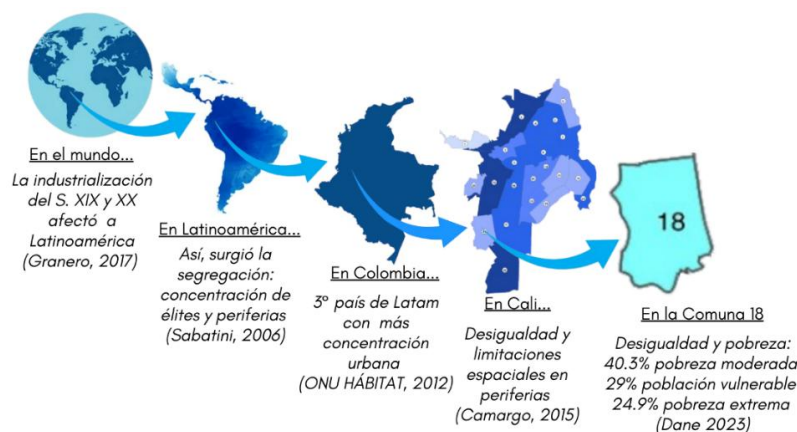 En el mundo...
La industrialización
del S. XIX y XX
afectó a
Latinoamérica
(Granero, 2017)
En Latinoamérica...
Así, surgió la
segregación:
concentración de
élites y periferias
(Sabatini, 2006)
En Colombia...
3° país de Latam
con más
concentración
urbana
(ONU HÁBITAT, 2012)
En Cali...
Desigualdad y
limitaciones
espaciales en
periferias
(Camargo, 2015)
18
En la Comuna 18
Desigualdad y pobreza:
40.3% pobreza moderada
29% población vulnerable
24.9% pobreza extrema
(Dane 2023)